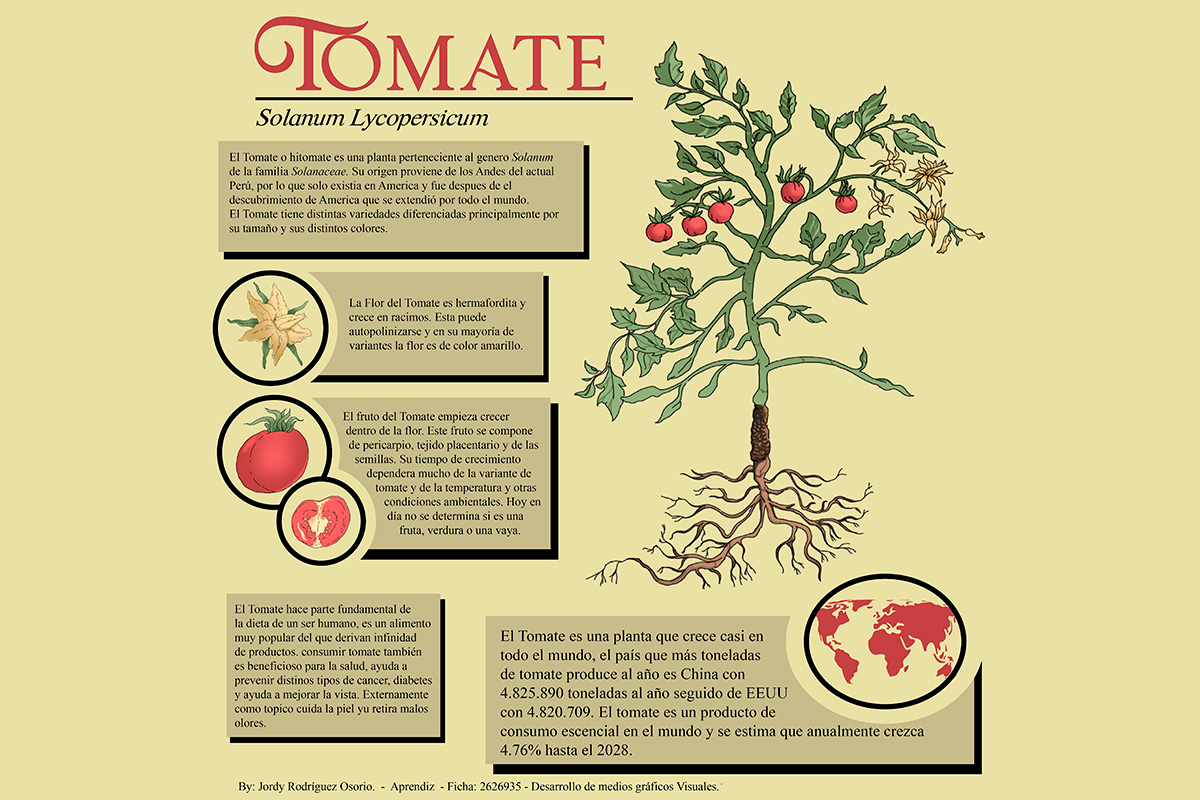 TOMATE
Solanum Lycopersicum
El Tomate o hitomate es una planta perteneciente al genero Solanum
de la familia Solanaceae. Su origen proviene de los Andes del actual
Perú, por lo que solo existia en America y fue despues de el
descubrimiento de America que se extendió por todo el mundo.
El Tomate tiene distintas variedades diferenciadas principalmente por
su tamaño y sus distintos colores.
La Flor del Tomate es hermafordita y
crece en racimos. Esta puede
autopolinizarse y en su mayoría de
variantes la flor es de color amarillo.
El fruto del Tomate empieza crecer
dentro de la flor. Este fruto se compone
de pericarpio, tejido placentario y de las
semillas. Su tiempo de crecimiento
dependera mucho de la variante de
tomate y de la temperatura y otras
condiciones ambientales. Hoy en
día no se determina si es una
fruta, verdura o una vaya.
El Tomate hace parte fundamental de
la dieta de un ser humano, es un alimento
muy popular del que derivan infinidad
de productos. consumir tomate también
es beneficioso para la salud, ayuda a
prevenir distinos tipos de cancer, diabetes
y ayuda a mejorar la vista. Externamente
como topico cuida la piel yu retira malos
olores.
El Tomate es una planta que crece casi en
todo el mundo, el país que más toneladas
de tomate produce al año es China con
4.825.890 toneladas al año seguido de EEUU
con 4.820.709. El tomate es un producto de
consumo escencial en el mundo y se estima que anualmente crezca
4.76% hasta el 2028.
By: Jordy Rodríguez Osorio. - Aprendiz - Ficha: 2626935 - Desarrollo de medios gráficos Visuales.